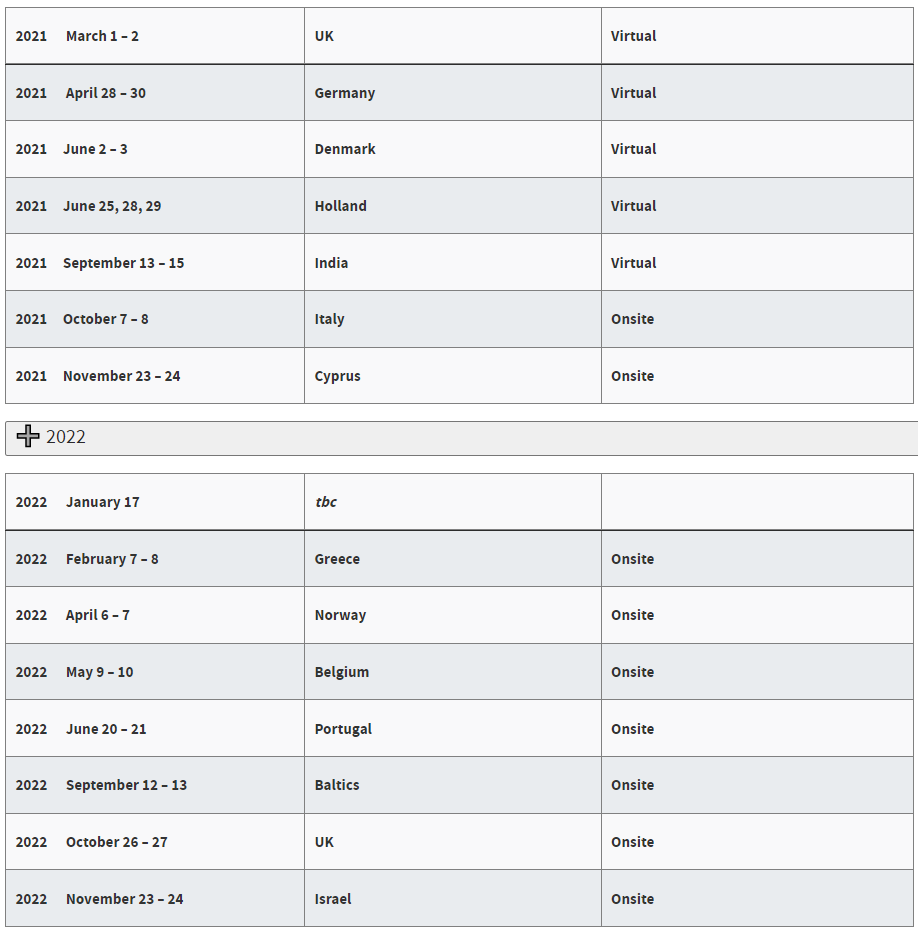 2021 March 1 – 2 UK Virtual
2021 April 28 – 30 Germany Virtual
2021 June 2 – 3 Denmark Virtual
2021 June 25, 28, 29 Holland Virtual
2021 September 13 – 15 India Virtual
2021 October 7 – 8 Italy Onsite
2021 November 23 – 24 Cyprus Onsite
2022
2022 January 17 tbc
2022 February 7 – 8 Greece Onsite
2022 April 6 – 7 Norway Onsite
2022 May 9 – 10 Belgium Onsite
2022 June 20 – 21 Portugal Onsite
2022 September 12 – 13 Baltics Onsite
2022 October 26 – 27 UK Onsite
2022 November 23 – 24 Israel Onsite